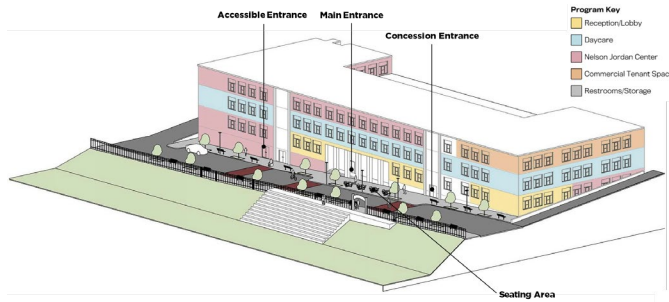 Accessible Entrance
Main Entrance
Concession Entrance
Program Key
Reception/Lobby
Daycare
Nelson Jordan Center
Commercial Tenant Spac
Restrooms/Storage
Seating Area